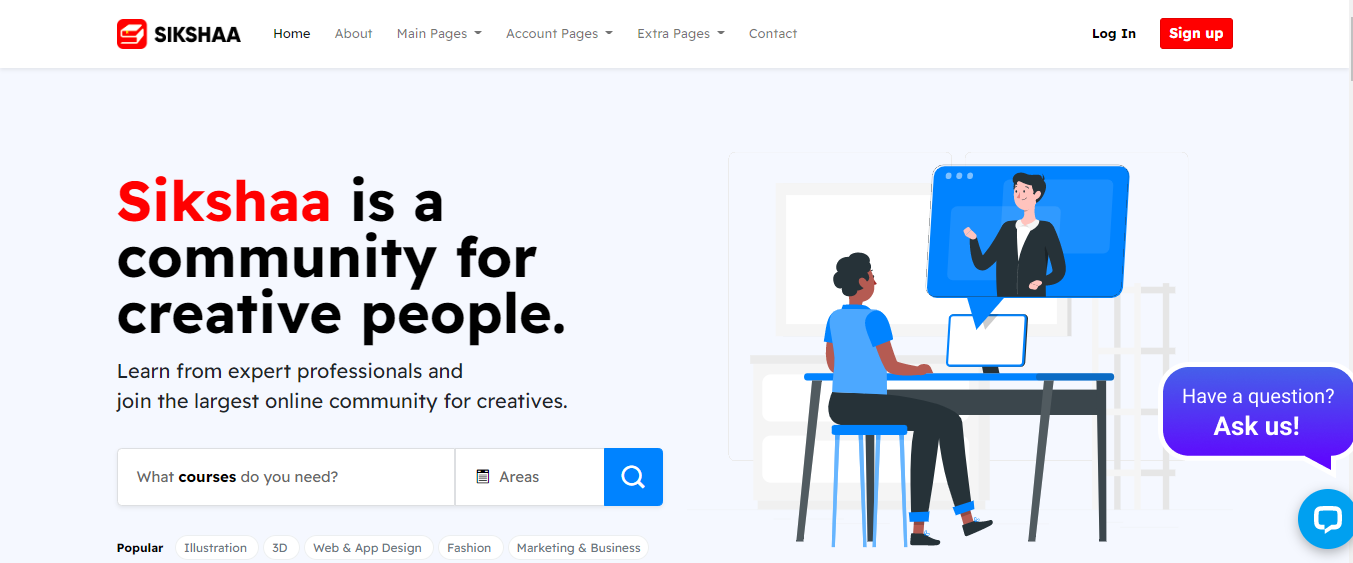 SIKSHAA
Home
About
Main Pages
Account Pages
Extra Pages
Contact
Log In
Sign up
Sikshaa is a
community for
creative people.
Learn from expert professionals and
join the largest online community for creatives.
What courses do you need?
Areas
Have a question?
Ask us!
Popular
Illustration
3D
Web & App Design
Fashion
Marketing & Business